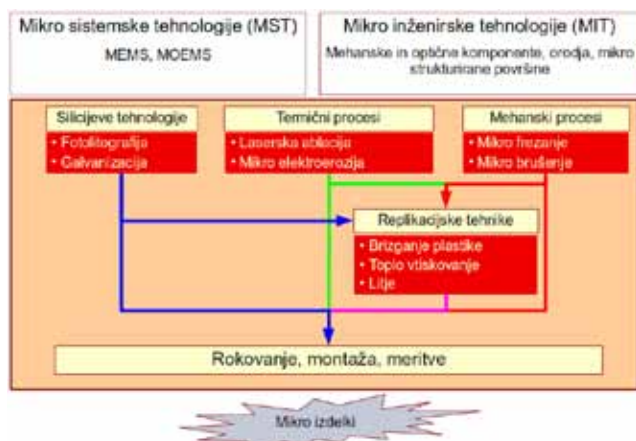 Mikro sistemske tehnologije (MST)
MEMS, MOEMS
Mikro inženirske tehnologije (MIT)
Mehanske in optične komponente, orodja, mikro
strukturirane površine
Silicijeve tehnologije
• Fotolitografija
• Galvanizacija
Termični procesi
• Laserska ablacija
• Mikro elektroerozija
Mehanski procesi
• Mikro frezanje
• Mikro brušenje
Replikacijske tehnike
• Brizganje plastike
• Toplo vtiskovanje
• Litje
Rokovanje, montaža, meritve
Mikro izdelki